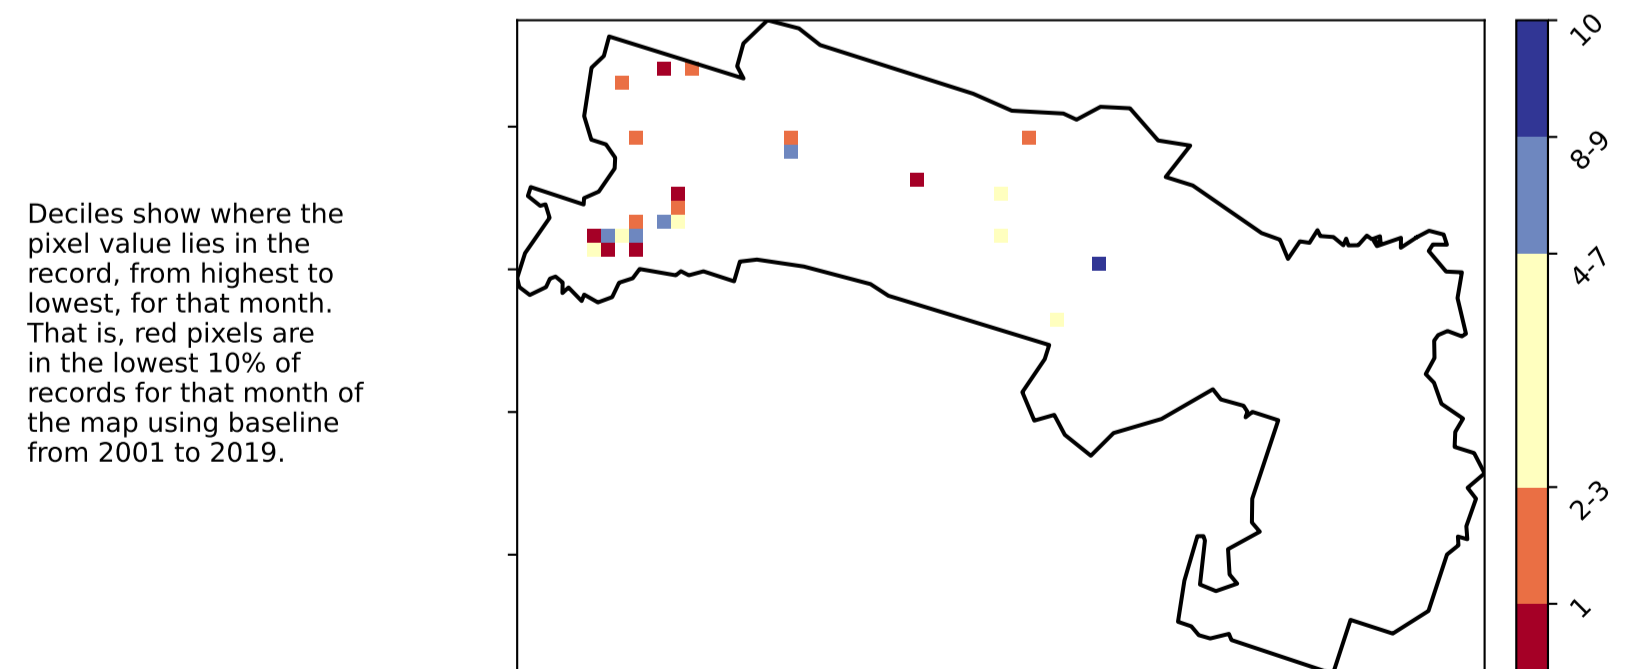 Deciles show where the
pixel value lies in the
record, from highest to
lowest, for that month.
That is, red pixels are
in the lowest 10% of
records for that month of
the map using baseline
from 2001 to 2019.
10
8-9
4-7
2-3
1